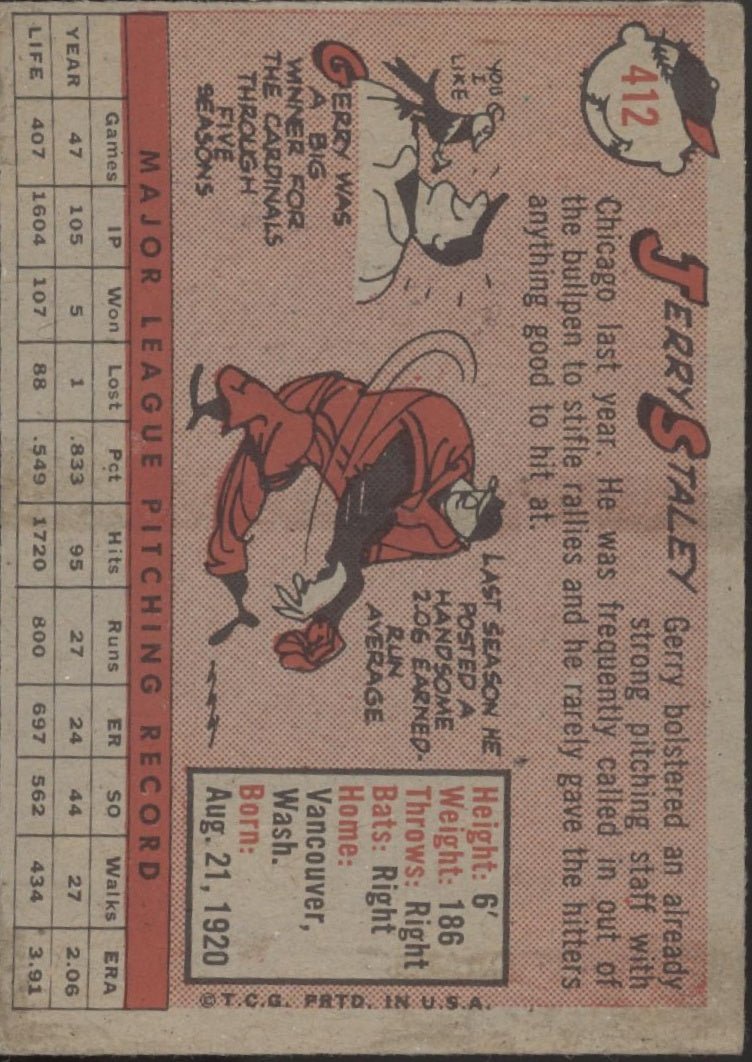 412
JERRY STALEY
Gerry bolstered an already
strong pitching staff with
Chicago last year. He was frequently called in out of
the bullpen to stifle rallies and he rarely gave the hitters
anything good to hit at.
YOU
I
LIKE
GERRY WAS
A BIG
WINNER FOR
THE CARDINALS
THROUGH
FIVE
SEASONS
LAST SEASON HE
POSTED A
HANDSOME
2.06 EARNED-
RUN
AVERAGE
Height: 6'
Weight: 186
Throws: Right
Bats: Right
Home:
Vancouver,
Wash.
Born:
Aug. 21, 1920
© T.C.G. PRTD. IN U.S.A.
MAJOR LEAGUE PITCHING RECORD
Games IP Won Lost Pct Hits Runs ER SO Walks ERA
YEAR 47 105 5 1 .833 95 27 24 44 27 2.06
LIFE 407 1604 107 88 .549 1720 800 697 562 434 3.91